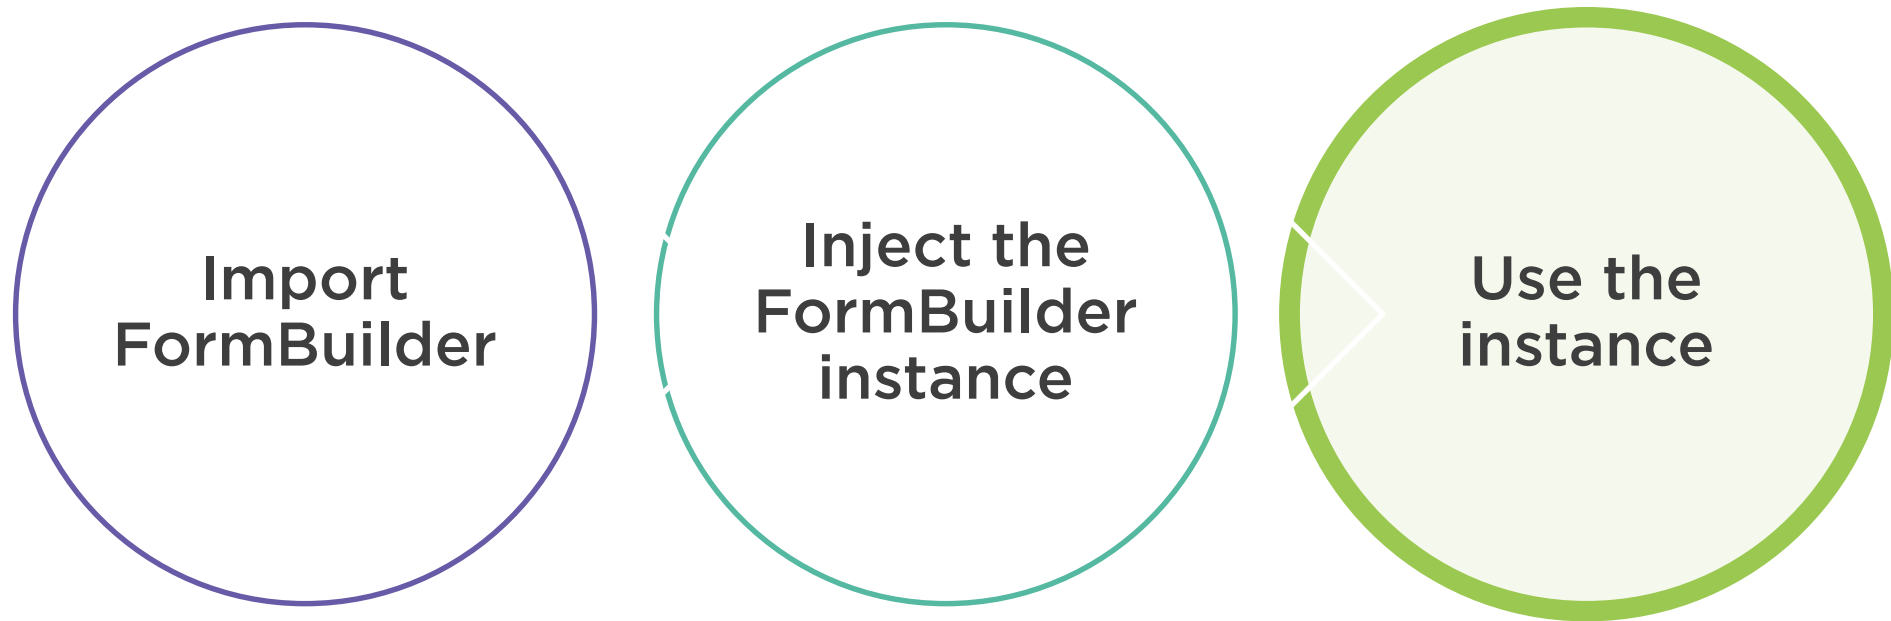 Import
FormBuilder
Inject the
FormBuilder
instance
Use the
instance